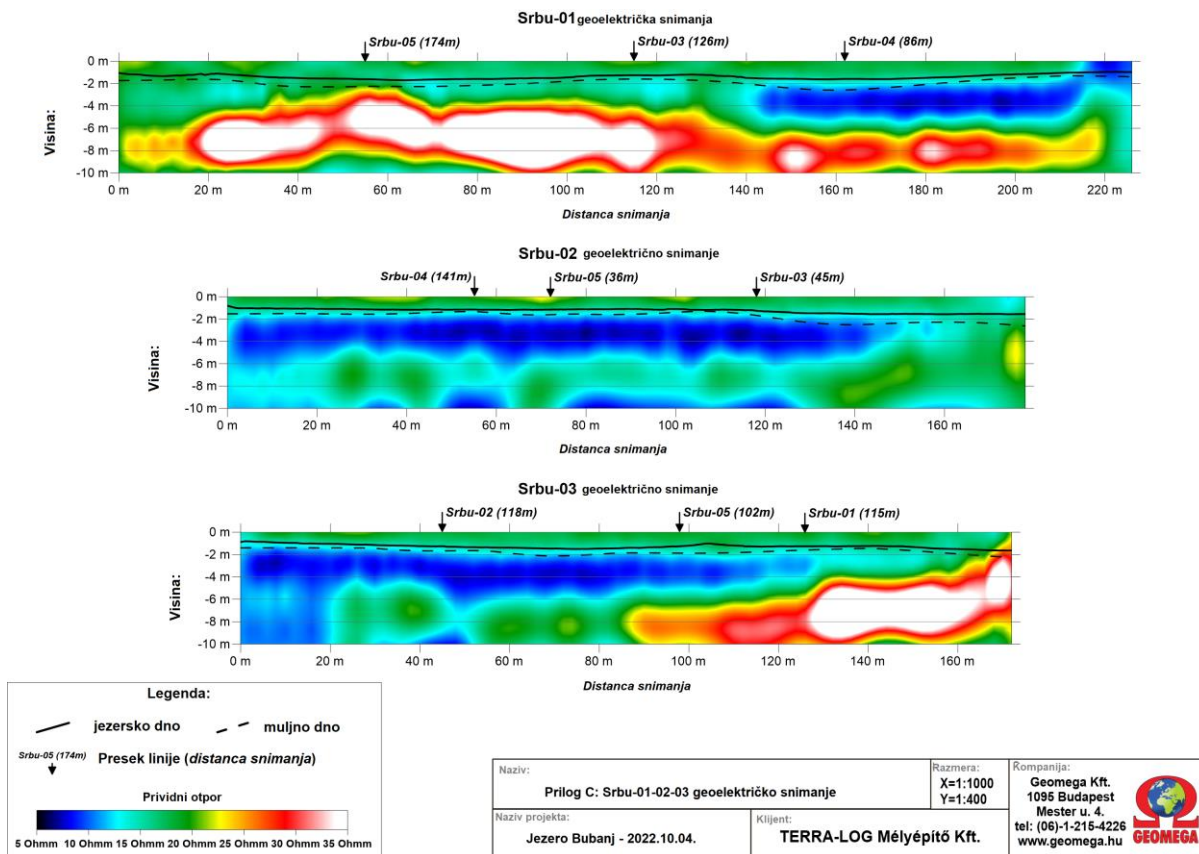 Srbu-01 geoelektrička snimanja
Srbu-05 (174m) Srbu-03 (126m) Srbu-04 (86m)
Visina:
0 m
-2 m
-4 m
-6 m
-8 m
-10 m
0 m 20 m 40 m 60 m 80 m 100 m 120 m 140 m 160 m 180 m 200 m 220 m
Distanca snimanja
Srbu-02 geoelektrično snimanje
Srbu-04 (141m) Srbu-05 (36m) Srbu-03 (45m)
Visina:
0 m
-2 m
-4 m
-6 m
-8 m
-10 m
0 m 20 m 40 m 60 m 80 m 100 m 120 m 140 m 160 m
Distanca snimanja
Srbu-03 geoelektrično snimanje
Srbu-02 (118m) Srbu-05 (102m) Srbu-01 (115m)
Visina:
0 m
-2 m
-4 m
-6 m
-8 m
-10 m
0 m 20 m 40 m 60 m 80 m 100 m 120 m 140 m 160 m
Distanca snimanja
Legenda:
jezersko dno muljno dno
Srbu-05 (174m) Presek linije (distanca snimanja)
Prividni otpor
5 Ohmm 10 Ohmm 15 Ohmm 20 Ohmm 25 Ohmm 30 Ohmm 35 Ohmm
Naziv:
Prilog C: Srbu-01-02-03 geoelektričko snimanje
Razmera:
X=1:1000
Y=1:400
Naziv projekta:
Jezero Bubanj - 2022.10.04.
Klijent:
TERRA-LOG Mélyépítő Kft.
Kompanija:
Geomega Kft.
1095 Budapest
Mester u. 4.
tel: (06)-1-215-4226
www.geomega.hu
GEOMEGA